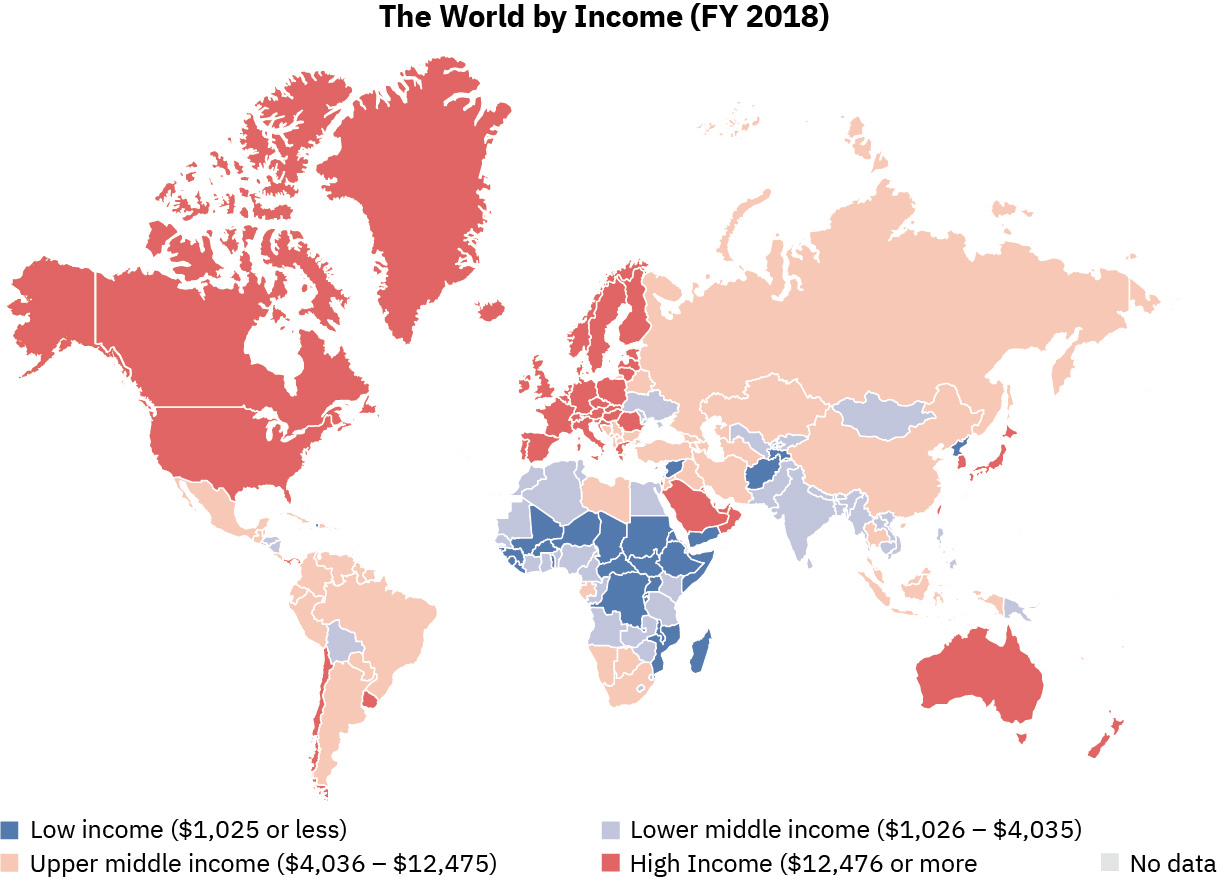 The World by Income (FY 2018)
Low income ($1,025 or less)
Lower middle income ($1,026 – $4,035)
Upper middle income ($4,036 – $12,475)
High Income ($12,476 or more
No data